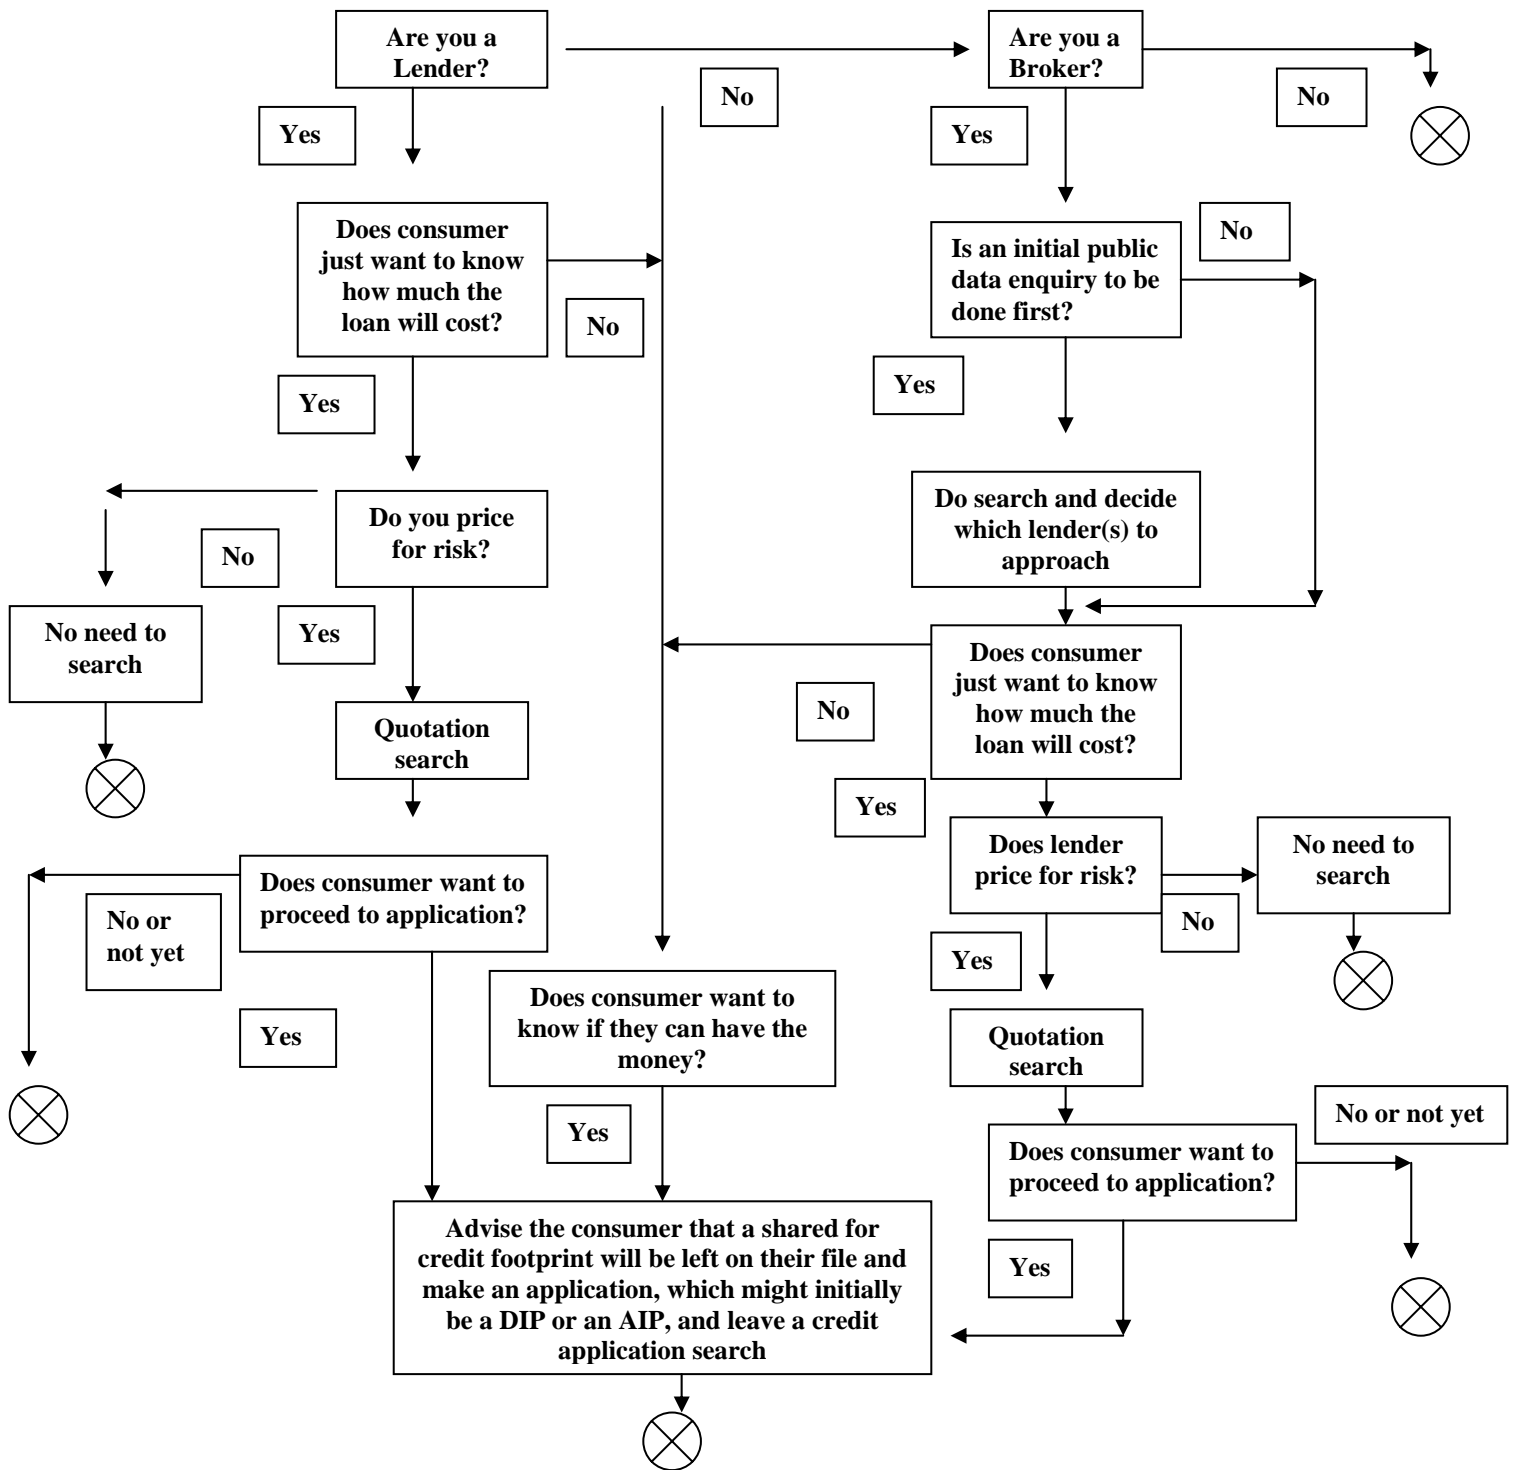 Are you a
Lender?
Are you a
Broker?
No
No
Yes
Yes
Does consumer
just want to know
how much the
loan will cost?
No
Is an initial public
data enquiry to be
done first?
No
Yes
Yes
Do you price
for risk?
No
Do search and decide
which lender(s) to
approach
No need to
search
Yes
Does consumer
just want to know
how much the
loan will cost?
No
Quotation
search
Yes
Does lender
price for risk?
No need to
search
No
Does consumer want to
proceed to application?
No or
not yet
Yes
Does consumer want to
know if they can have the
money?
Yes
Quotation
search
No or not yet
Yes
Does consumer want to
proceed to application?
Advise the consumer that a shared for
credit footprint will be left on their file and
make an application, which might initially
be a DIP or an AIP, and leave a credit
application search
Yes